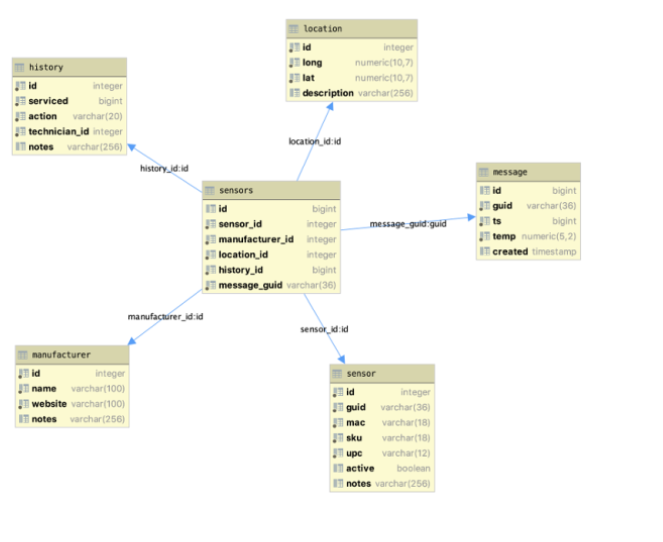 location
id integer
long numeric(10,7)
lat numeric(10,7)
description varchar(256)
history
id integer
serviced bigint
action varchar(20)
technician_id integer
notes varchar(256)
location_id:id
history_id:id
message
id bigint
guid varchar(36)
ts bigint
temp numeric(5,2)
created timestamp
sensors
id bigint
sensor_id integer
manufacturer_id integer
location_id integer
history_id bigint
message_guid varchar(36)
message_guid:guid
manufacturer_id:id
sensor_id:id
manufacturer
id integer
name varchar(100)
website varchar(100)
notes varchar(256)
sensor
id integer
guid varchar(36)
mac varchar(18)
sku varchar(18)
upc varchar(12)
active boolean
notes varchar(256)